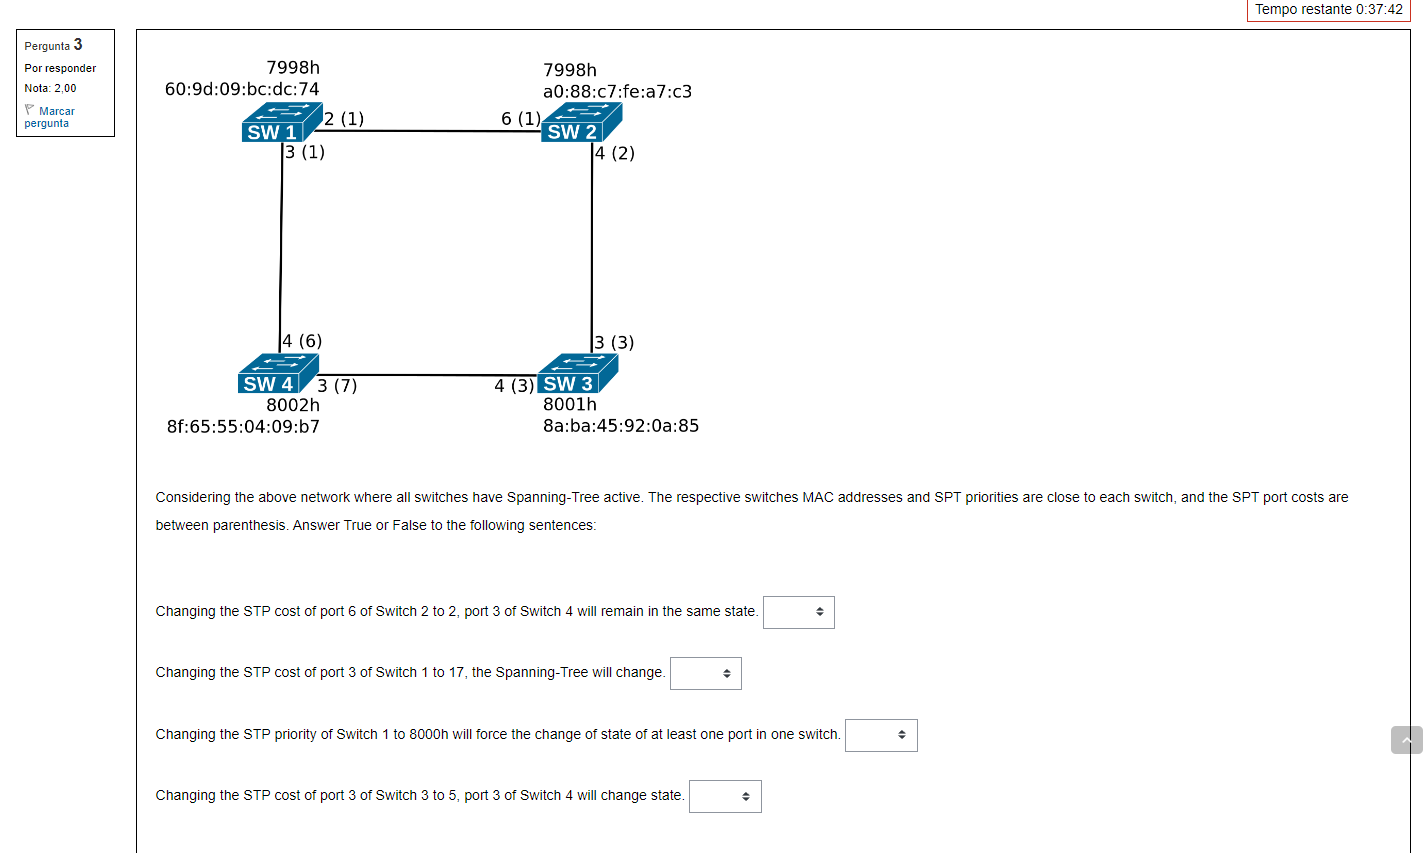 Tempo restante 0:37:42
Pergunta 3
Por responder
Nota: 2,00
Marcar
pergunta
7998h
60:9d:09:bc:dc:74
7998h
a0:88:c7:fe:a7:c3
SW 1
2 (1)
6 (1)
SW 2
3 (1)
4 (2)
4 (6)
3 (3)
SW 4
3 (7)
4 (3)
SW 3
8002h
8f:65:55:04:09:b7
8001h
8a:ba:45:92:0a:85
Considering the above network where all switches have Spanning-Tree active. The respective switches MAC addresses and SPT priorities are close to each switch, and the SPT port costs are
between parenthesis. Answer True or False to the following sentences:
Changing the STP cost of port 6 of Switch 2 to 2, port 3 of Switch 4 will remain in the same state.
Changing the STP cost of port 3 of Switch 1 to 17, the Spanning-Tree will change.
Changing the STP priority of Switch 1 to 8000h will force the change of state of at least one port in one switch.
Changing the STP cost of port 3 of Switch 3 to 5, port 3 of Switch 4 will change state.